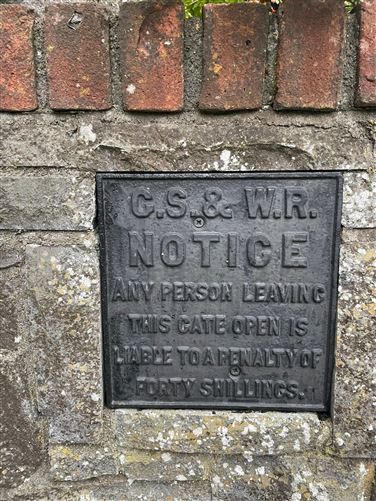 C.S. & W.R.
NOTICE
ANY PERSON LEAVING
THIS GATE OPEN IS
LIABLE TO A PENALTY OF
FORTY SHILLINGS.